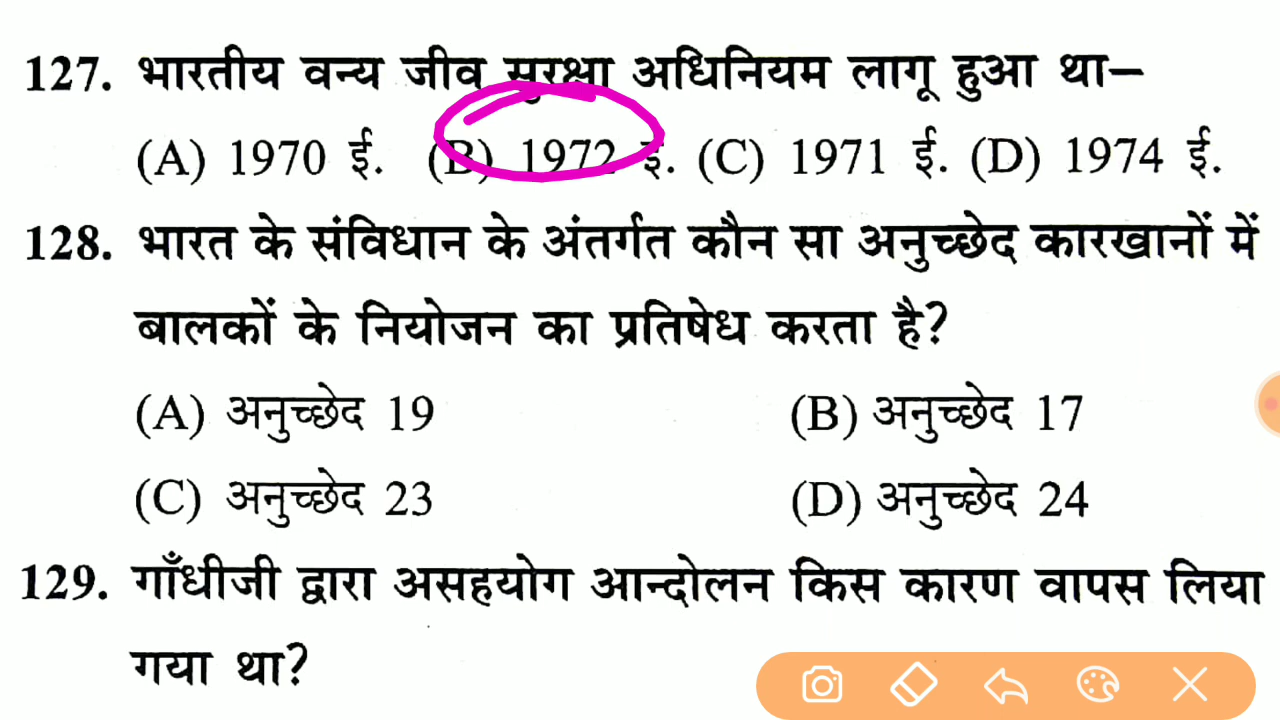 127. भारतीय वन्य जीव सुरक्षा अधिनियम लागू हुआ था–
(A) 1970 ई. (B) 1972 ई. (C) 1971 ई. (D) 1974 ई.
128. भारत के संविधान के अंतर्गत कौन सा अनुच्छेद कारखानों में
बालकों के नियोजन का प्रतिषेध करता है?
(A) अनुच्छेद 19 (B) अनुच्छेद 17
(C) अनुच्छेद 23 (D) अनुच्छेद 24
129. गाँधीजी द्वारा असहयोग आन्दोलन किस कारण वापस लिया
गया था?